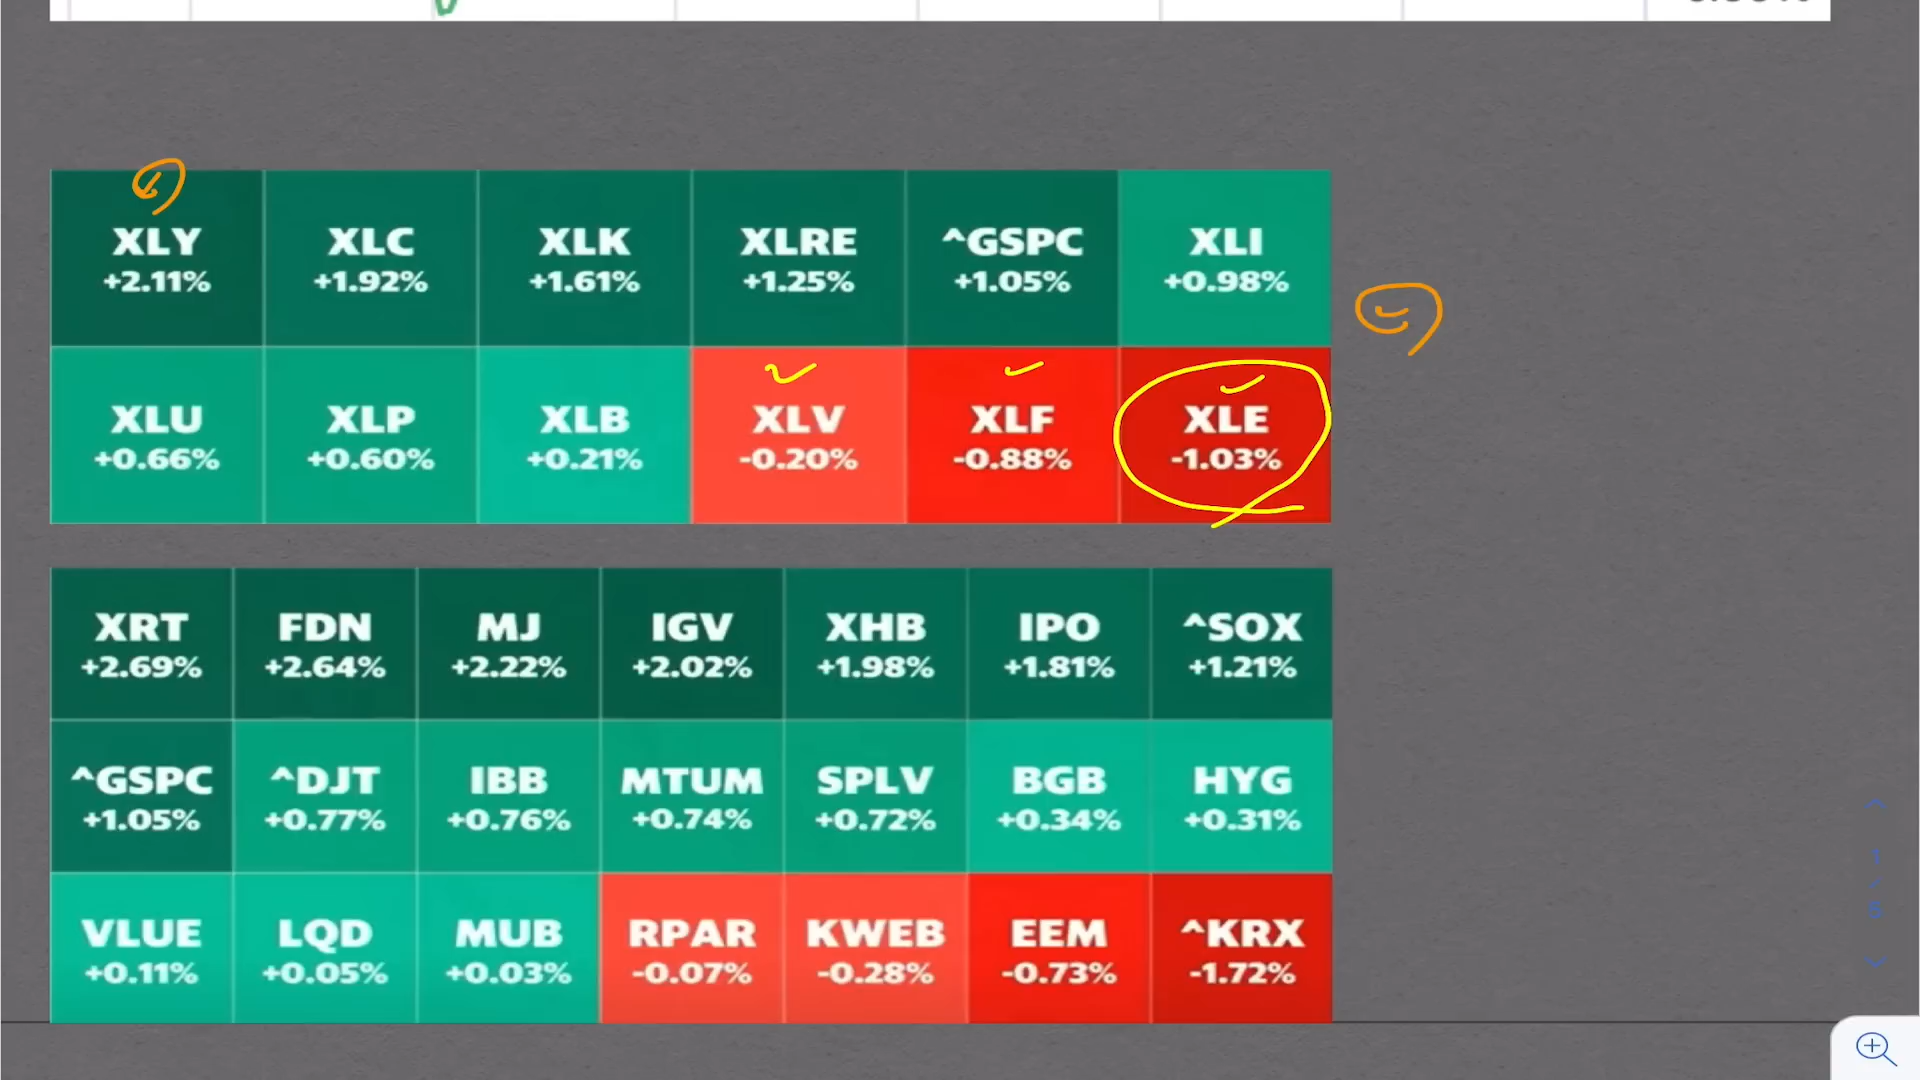 XLY XLC XLK XLRE ^GSPC XLI
+2.11% +1.92% +1.61% +1.25% +1.05% +0.98%
XLU XLP XLB XLV XLF XLE
+0.66% +0.60% +0.21% -0.20% -0.88% -1.03%
XRT FDN MJ IGV XHB IPO ^SOX
+2.69% +2.64% +2.22% +2.02% +1.98% +1.81% +1.21%
^GSPC ^DJT IBB MTUM SPLV BGB HYG
+1.05% +0.77% +0.76% +0.74% +0.72% +0.34% +0.31%
VLUE LQD MUB RPAR KWEB EEM ^KRX
+0.11% +0.05% +0.03% -0.07% -0.28% -0.73% -1.72%